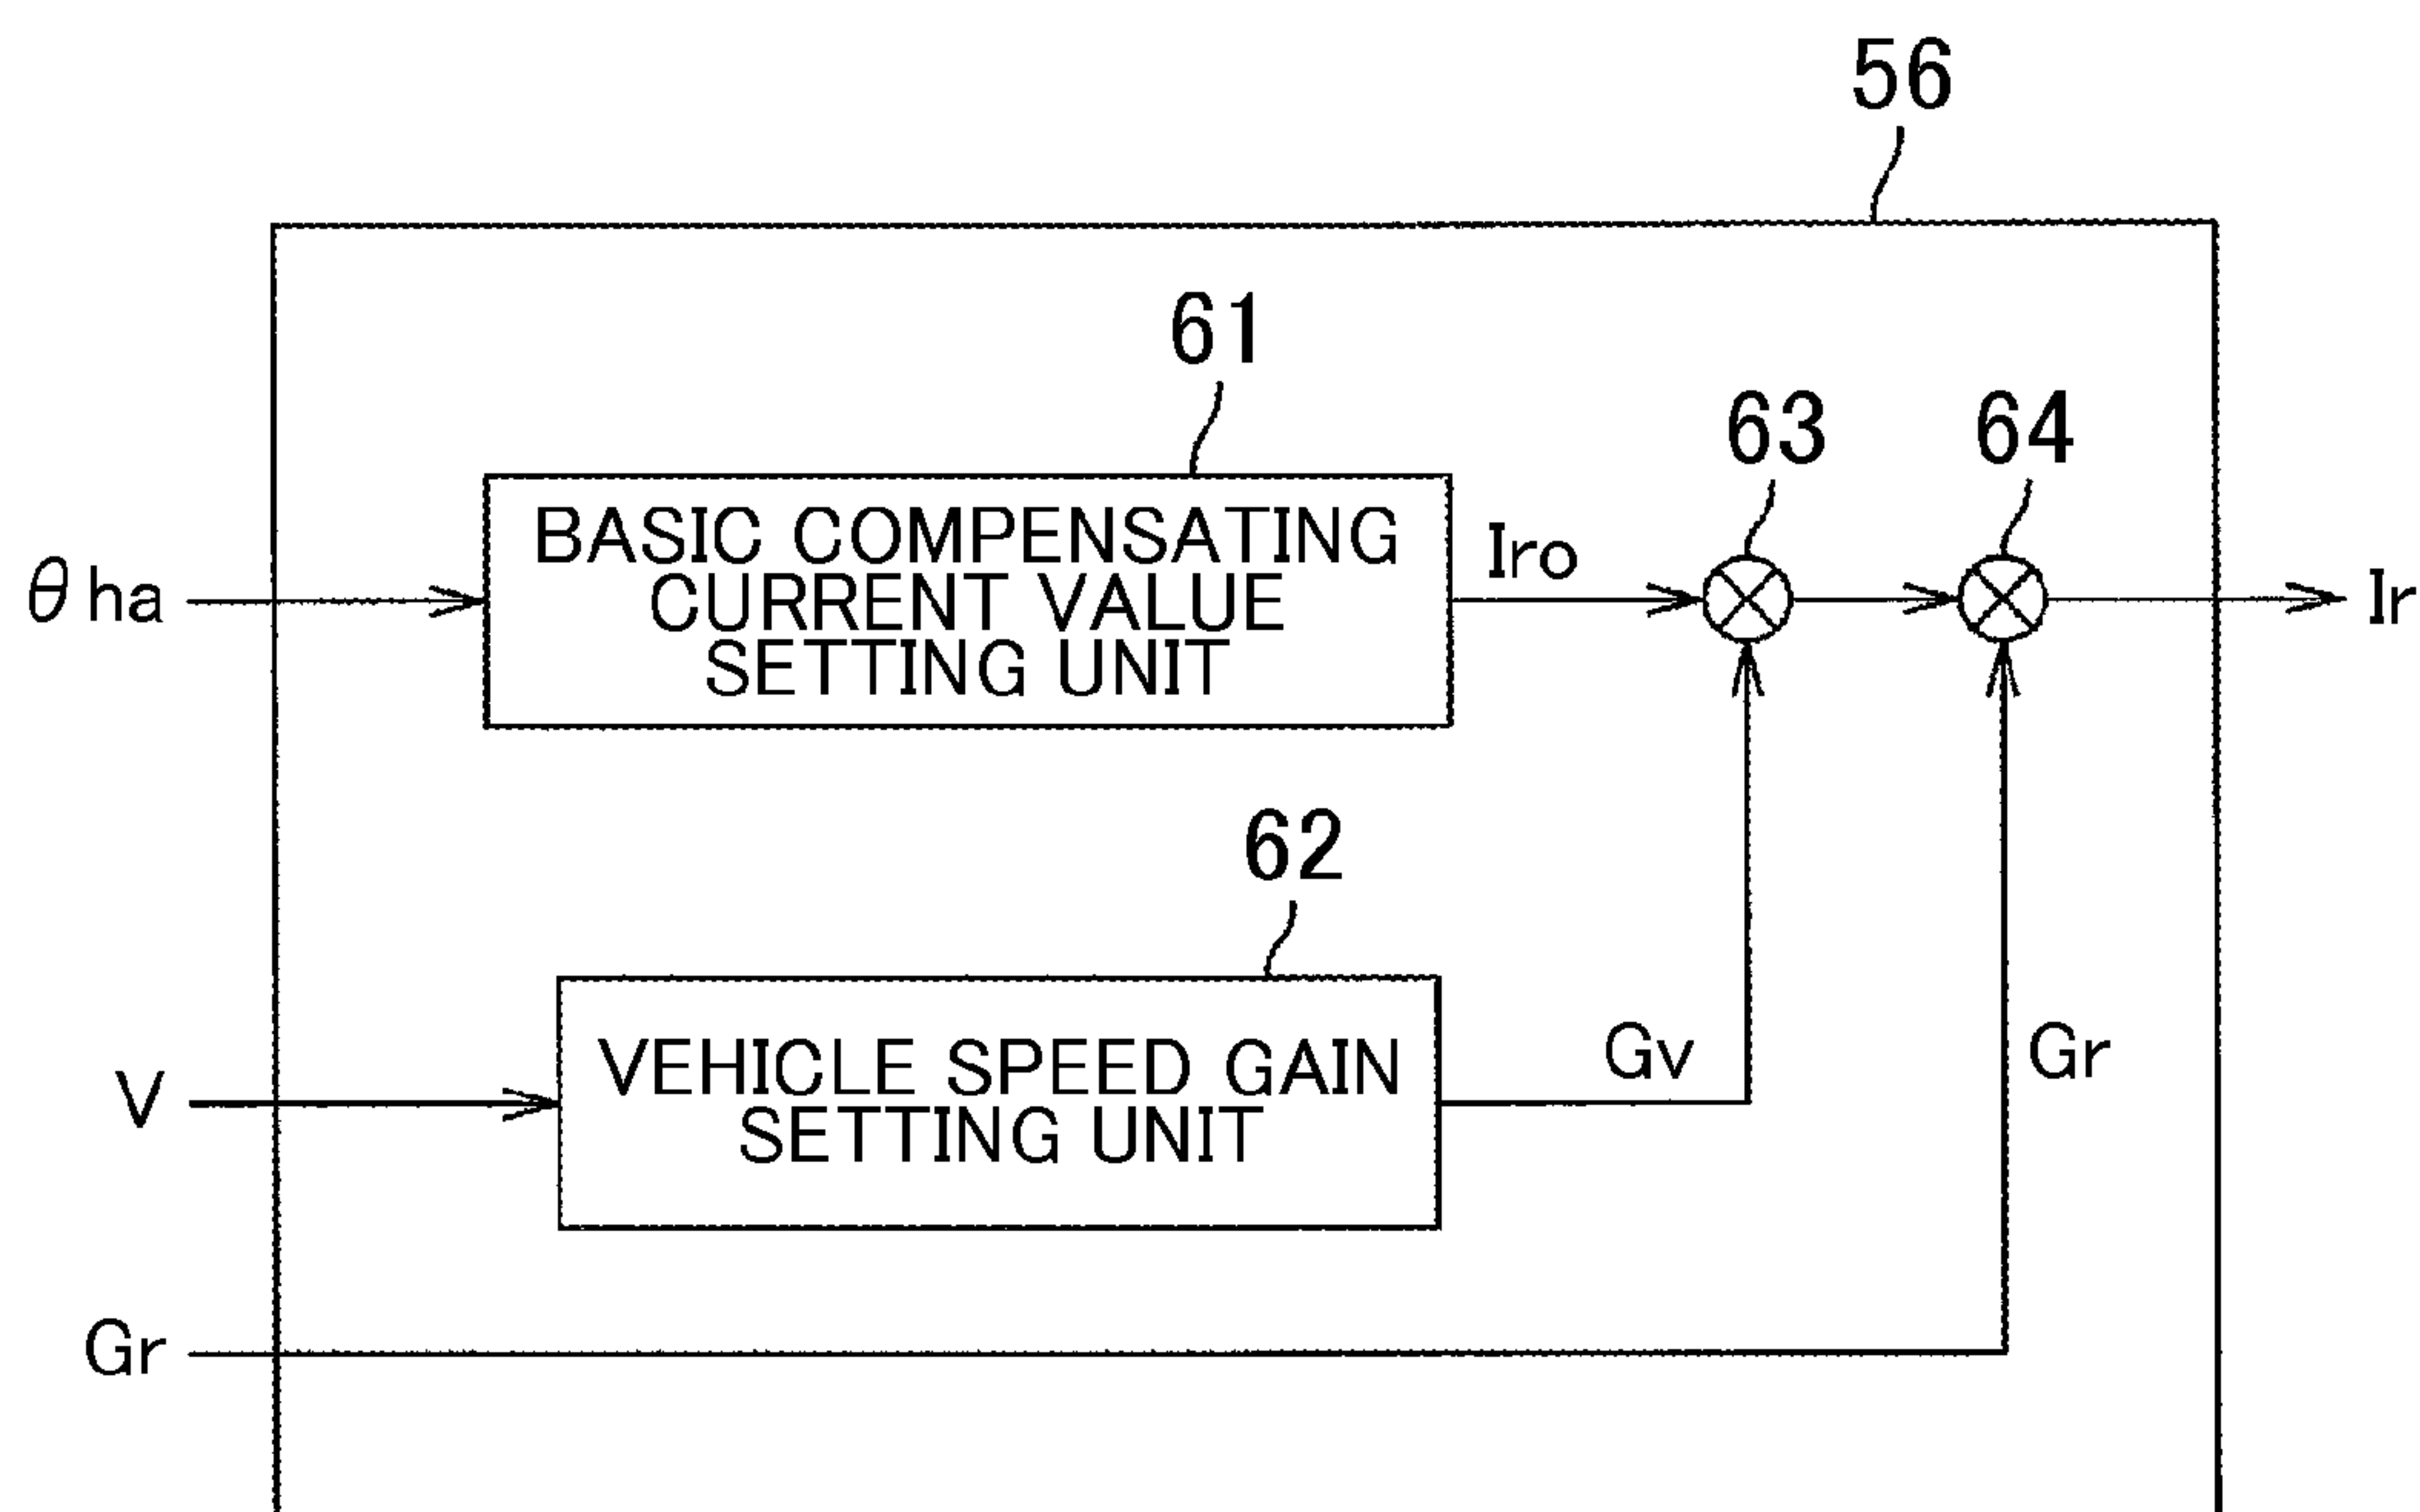 56
61
BASIC COMPENSATING
CURRENT VALUE
SETTING UNIT
Iro
63
64
θha
Ir
62
VEHICLE SPEED GAIN
SETTING UNIT
V
Gv
Gr
Gr